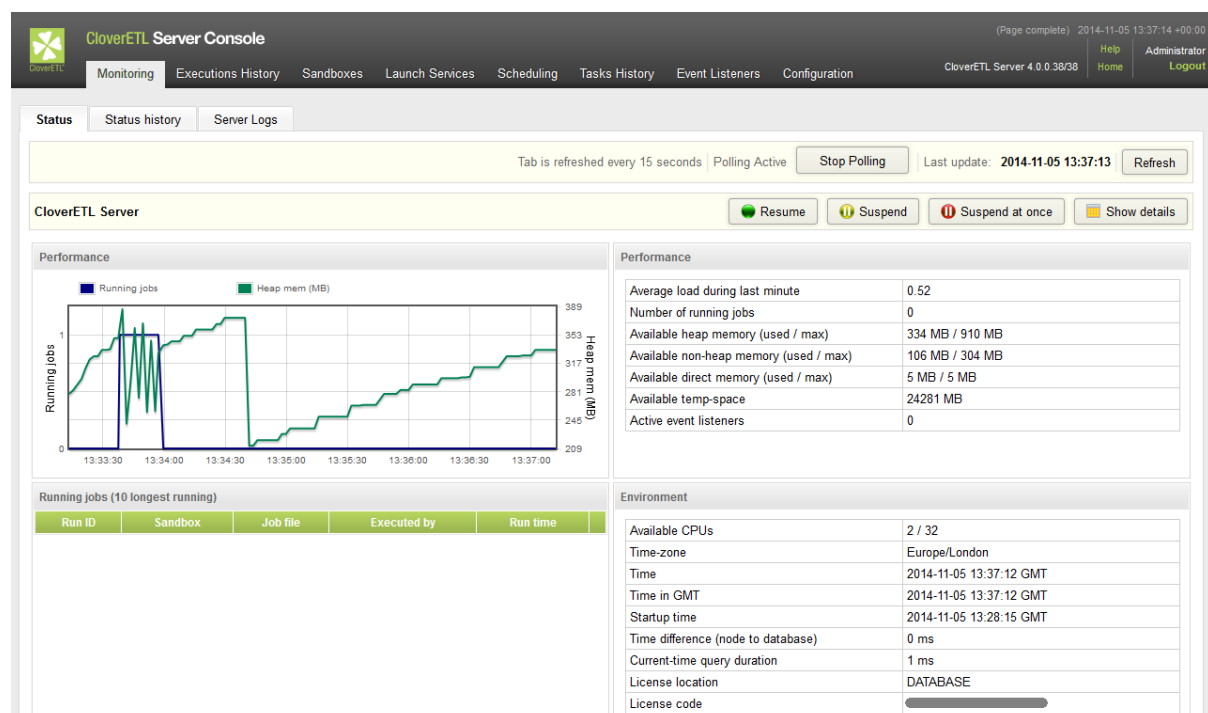 (Page complete) 2014-11-05 13:37:14 +00:00
CloverETL Server Console
CloverETL
CloverETL Server 4.0.0.38/38 Help Administrator
Home Logout
Monitoring Executions History Sandboxes Launch Services Scheduling Tasks History Event Listeners Configuration
Status Status history Server Logs
Tab is refreshed every 15 seconds Polling Active Stop Polling Last update: 2014-11-05 13:37:13 Refresh
CloverETL Server Resume Suspend Suspend at once Show details
Performance
Running jobs Heap mem (MB)
389
1 353
317
281
245
0 209
Running jobs
Heap mem (MB)
13:33:30 13:34:00 13:34:30 13:35:00 13:35:30 13:36:00 13:36:30 13:37:00
Performance
Average load during last minute 0.52
Number of running jobs 0
Available heap memory (used / max) 334 MB / 910 MB
Available non-heap memory (used / max) 106 MB / 304 MB
Available direct memory (used / max) 5 MB / 5 MB
Available temp-space 24281 MB
Active event listeners 0
Running jobs (10 longest running)
Run ID Sandbox Job file Executed by Run time
Environment
Available CPUs 2 / 32
Time-zone Europe/London
Time 2014-11-05 13:37:12 GMT
Time in GMT 2014-11-05 13:37:12 GMT
Startup time 2014-11-05 13:28:15 GMT
Time difference (node to database) 0 ms
Current-time query duration 1 ms
License location DATABASE
License code